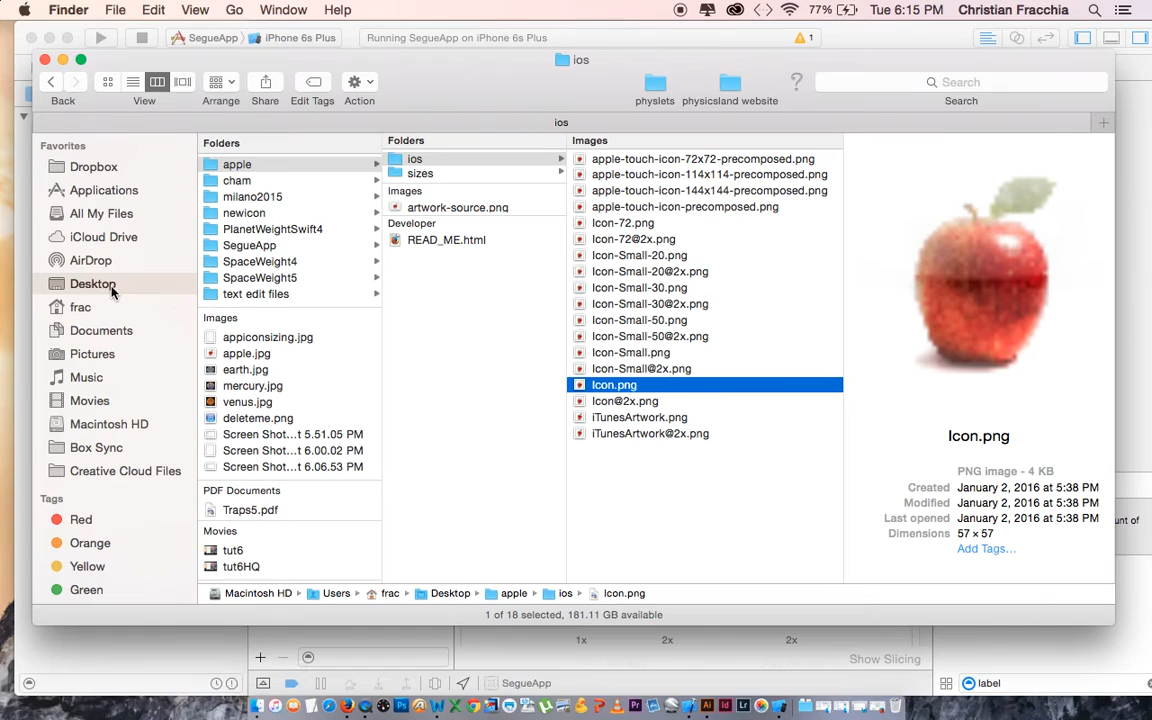 Finder File Edit View Go Window Help 77% Tue 6:15 PM Christian Fracchia
SegueApp iPhone 6s Plus Running SegueApp on iPhone 6s Plus 1
ios
Back View Arrange Share Edit Tags Action physlets physicsland website ? Search Search
ios
Favorites
Dropbox
Applications
All My Files
iCloud Drive
AirDrop
Desktop
frac
Documents
Pictures
Music
Movies
Macintosh HD
Box Sync
Creative Cloud Files
Tags
Red
Orange
Yellow
Green
Folders
apple
cham
milano2015
newicon
PlanetWeightSwift4
SegueApp
SpaceWeight4
SpaceWeight5
text edit files
Images
appiconsizing.jpg
apple.jpg
earth.jpg
mercury.jpg
venus.jpg
deleteme.png
Screen Shot...t 5.51.05 PM
Screen Shot...t 6.00.02 PM
Screen Shot...t 6.06.53 PM
PDF Documents
Traps5.pdf
Movies
tut6
tut6HQ
Folders
ios
sizes
Images
artwork-source.png
Developer
READ_ME.html
Images
apple-touch-icon-72x72-precomposed.png
apple-touch-icon-114x114-precomposed.png
apple-touch-icon-144x144-precomposed.png
apple-touch-icon-precomposed.png
Icon-72.png
Icon-72@2x.png
Icon-Small-20.png
Icon-Small-20@2x.png
Icon-Small-30.png
Icon-Small-30@2x.png
Icon-Small-50.png
Icon-Small-50@2x.png
Icon-Small.png
Icon-Small@2x.png
Icon.png
Icon@2x.png
iTunesArtwork.png
iTunesArtwork@2x.png
Icon.png
PNG image - 4 KB
Created January 2, 2016 at 5:38 PM
Modified January 2, 2016 at 5:38 PM
Last opened January 2, 2016 at 5:38 PM
Dimensions 57 × 57
Add Tags...
Macintosh HD Users frac Desktop apple ios Icon.png
1 of 18 selected, 181.11 GB available
unt of
1x 2x 2x
Show Slicing
SegueApp
label